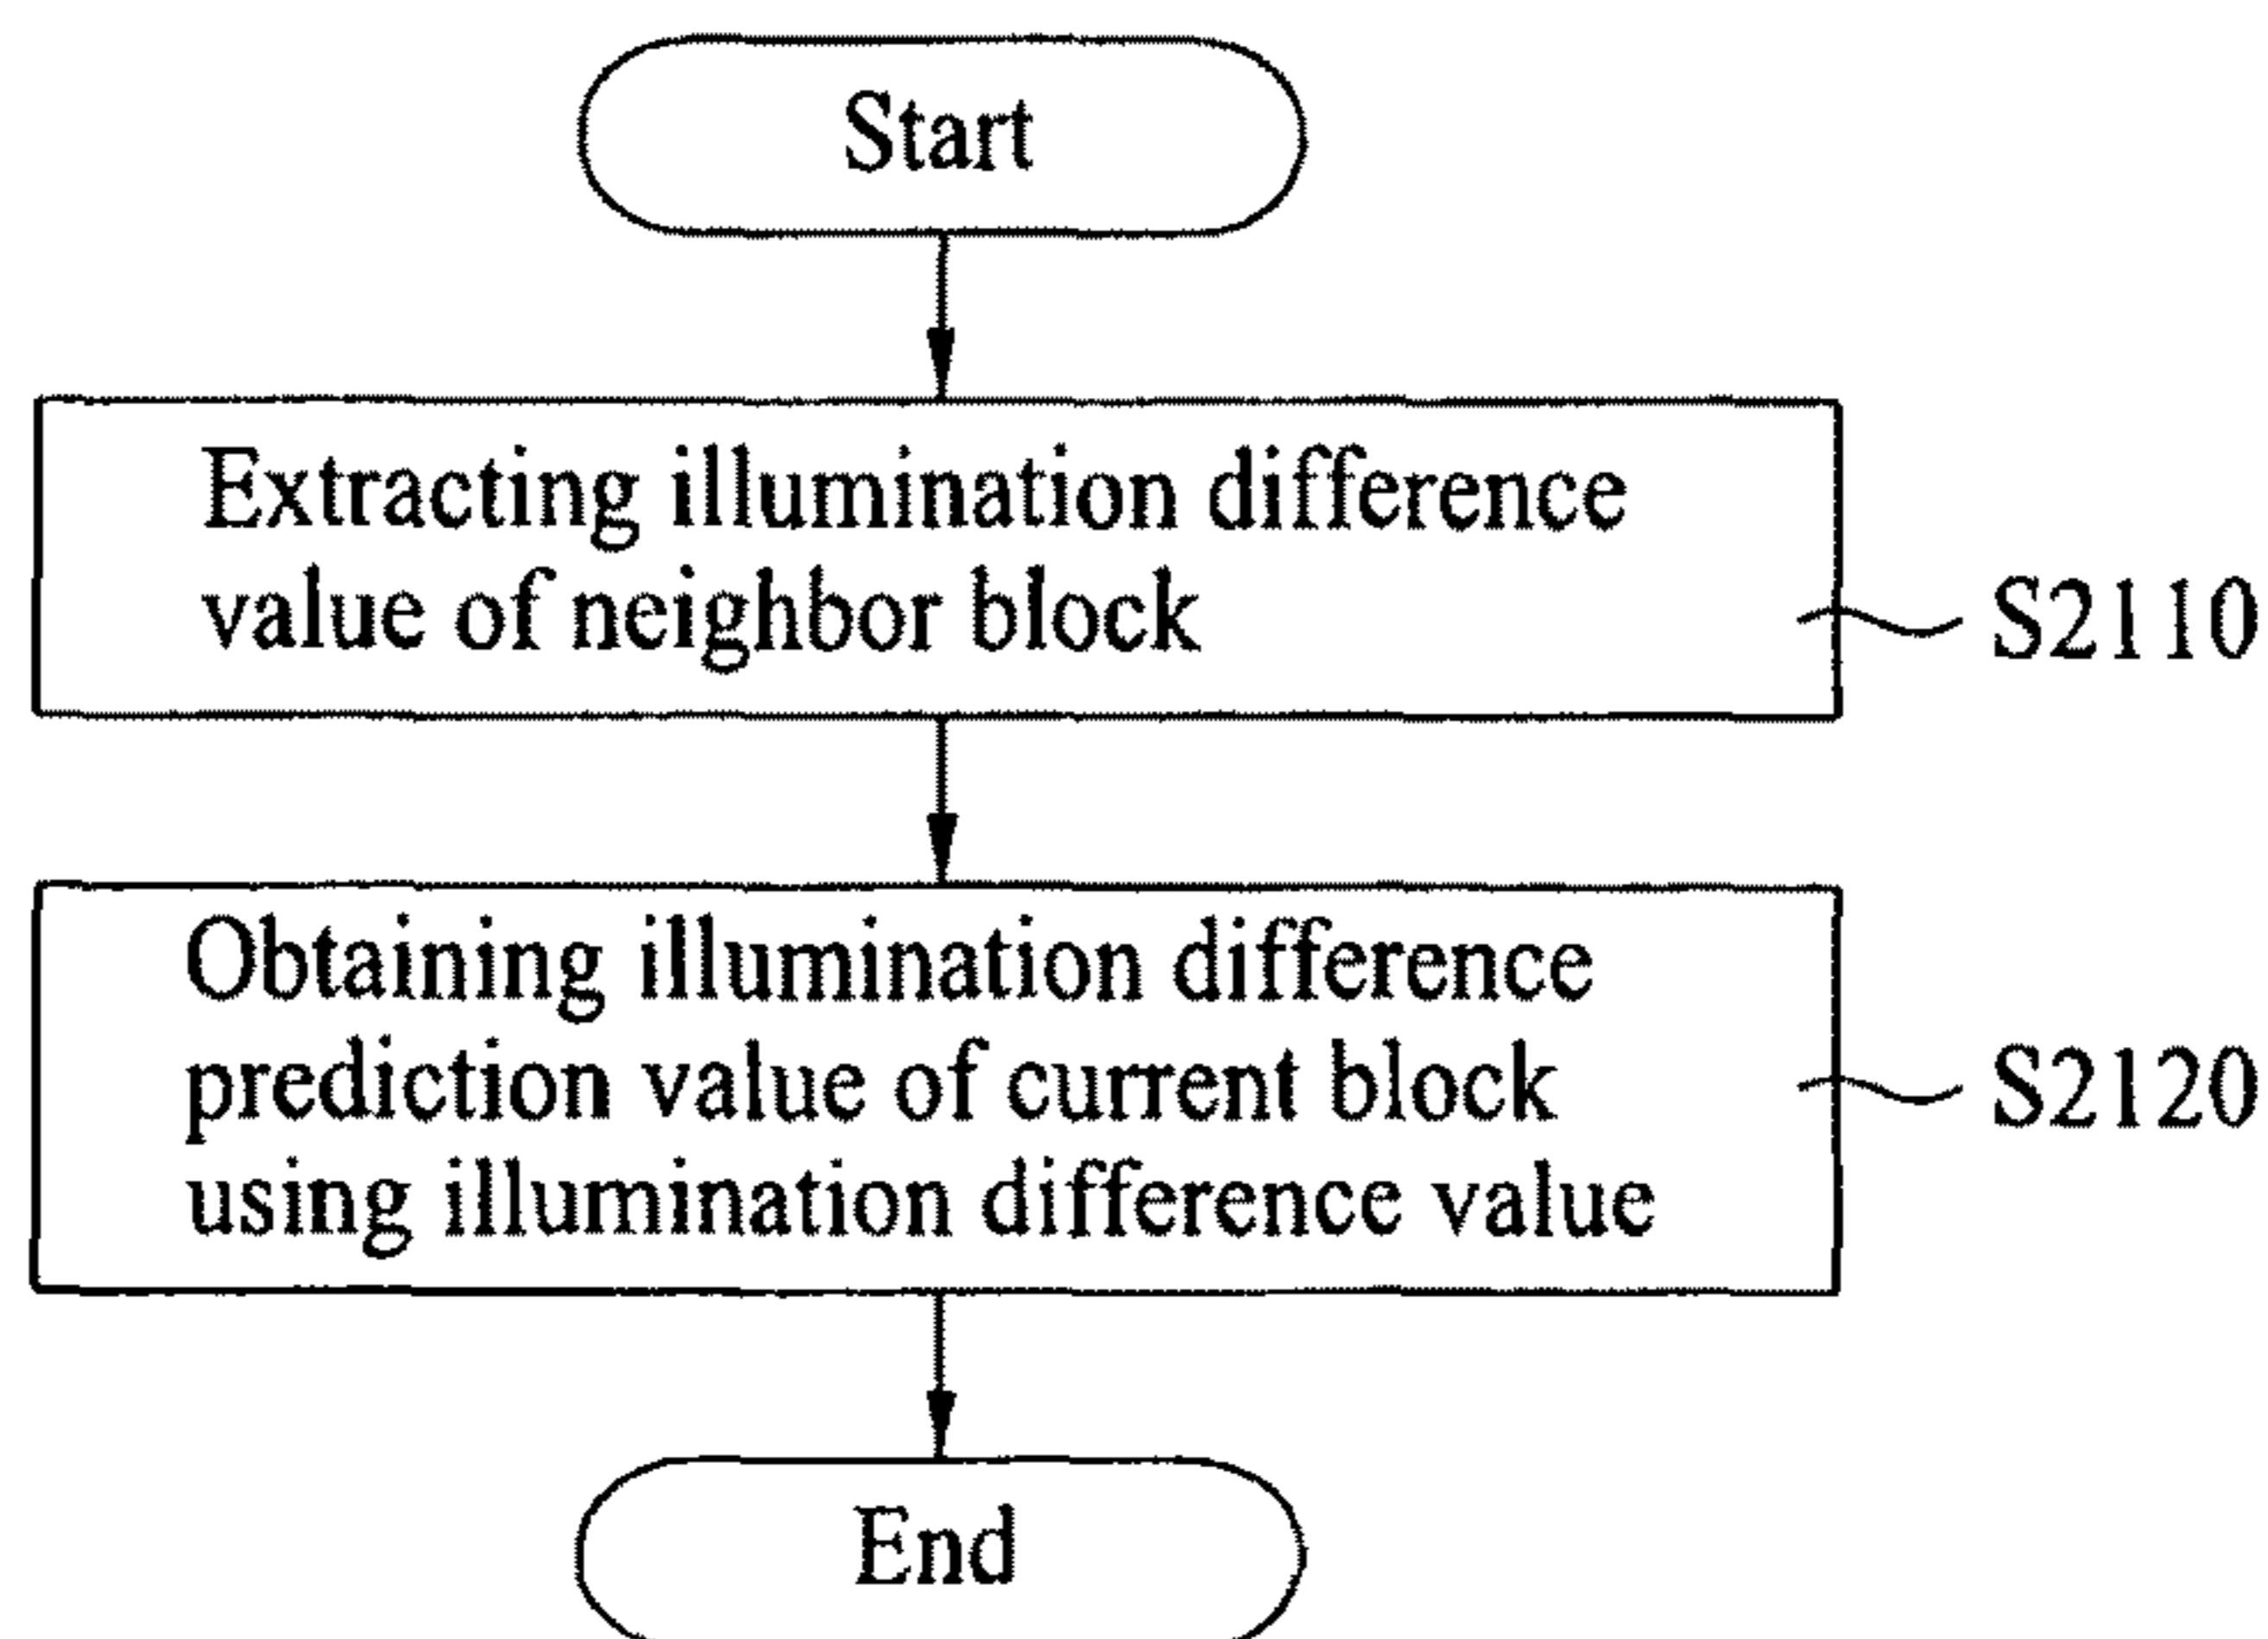 Start
Extracting illumination difference
value of neighbor block
S2110
Obtaining illumination difference
prediction value of current block
using illumination difference value
S2120
End